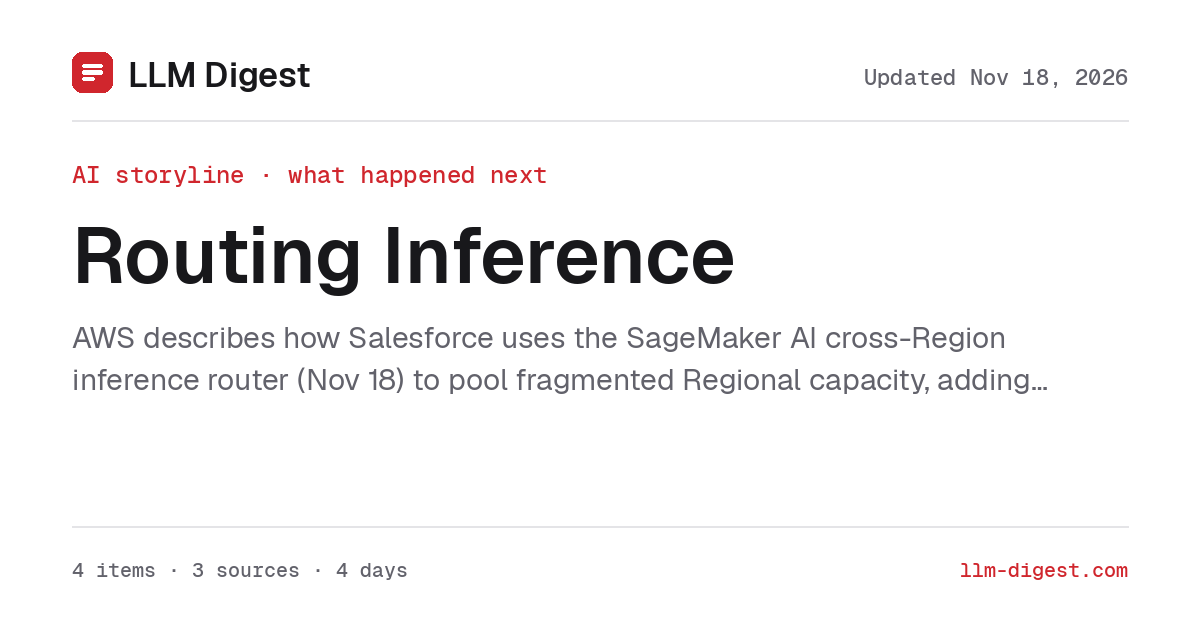 LLM Digest
Updated Nov 18, 2026
AI storyline · what happened next
Routing Inference
AWS describes how Salesforce uses the SageMaker AI cross-Region
inference router (Nov 18) to pool fragmented Regional capacity, adding…
4 items · 3 sources · 4 days
llm-digest.com